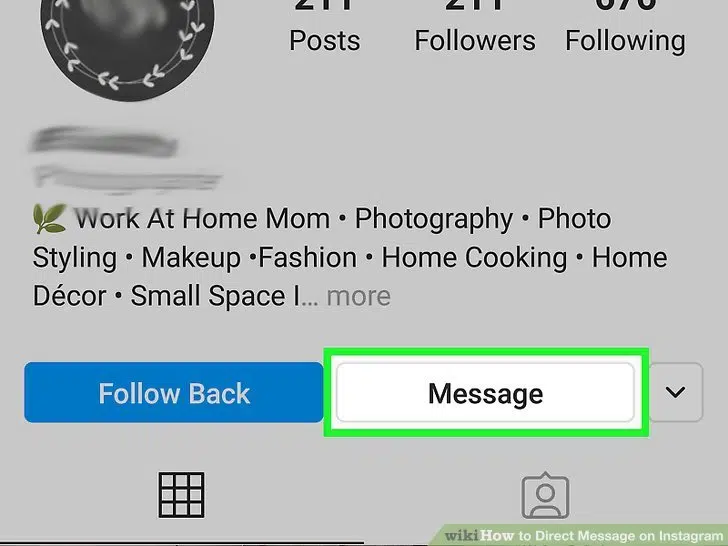 Posts Followers Following
Work At Home Mom • Photography • Photo
Styling • Makeup •Fashion • Home Cooking • Home
Décor • Small Space I... more
Follow Back Message
wikiHow to Direct Message on Instagram